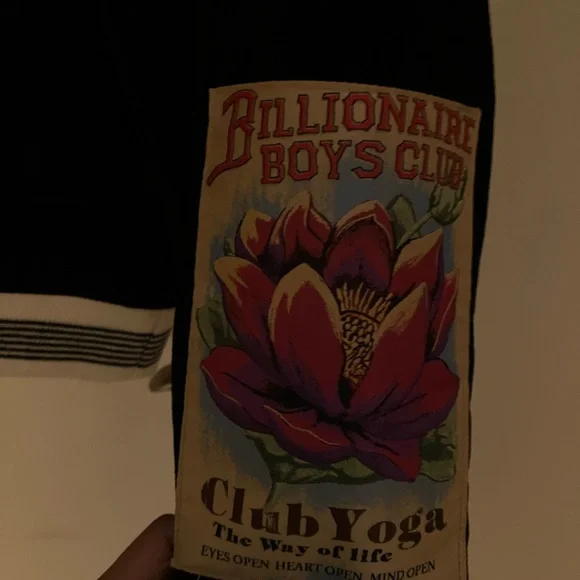 BILLIONAIRE
BOYS CLUB
Club Yoga
The Way of life
EYES OPEN HEART OPEN MIND OPEN